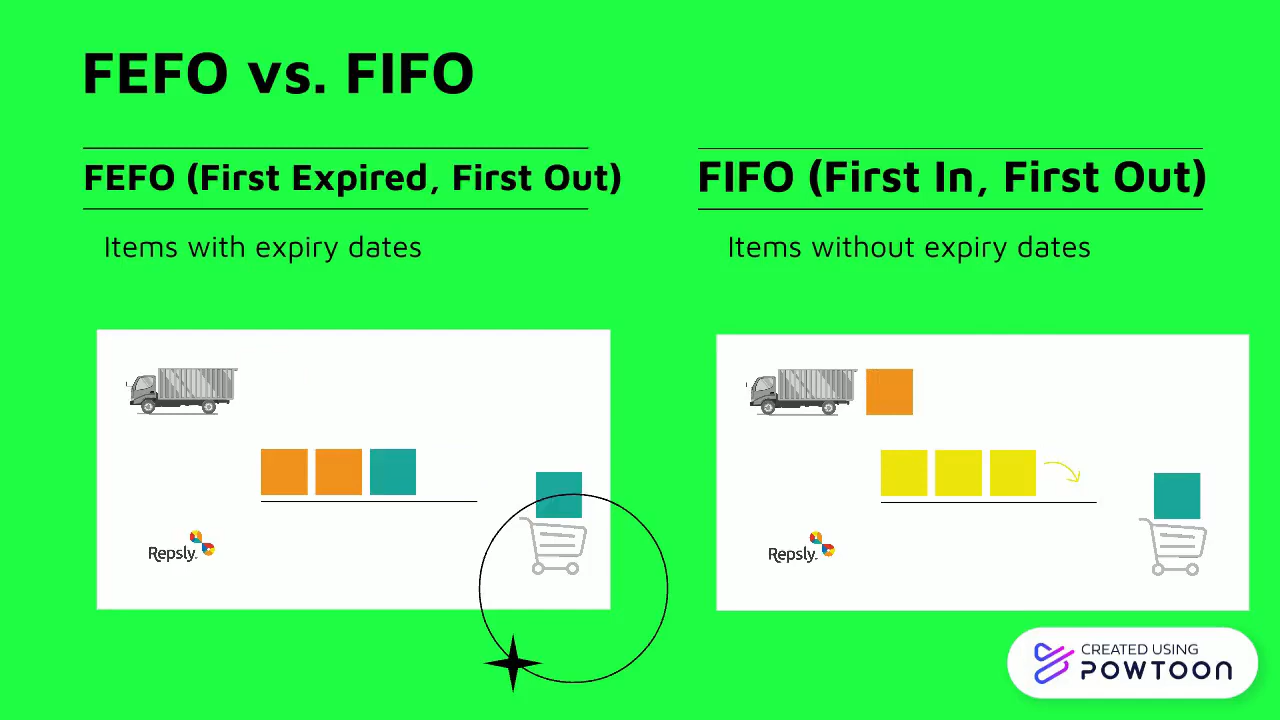 FEFO vs. FIFO
FEFO (First Expired, First Out)
Items with expiry dates
FIFO (First In, First Out)
Items without expiry dates
Repsly
Repsly
CREATED USING
POWTOON